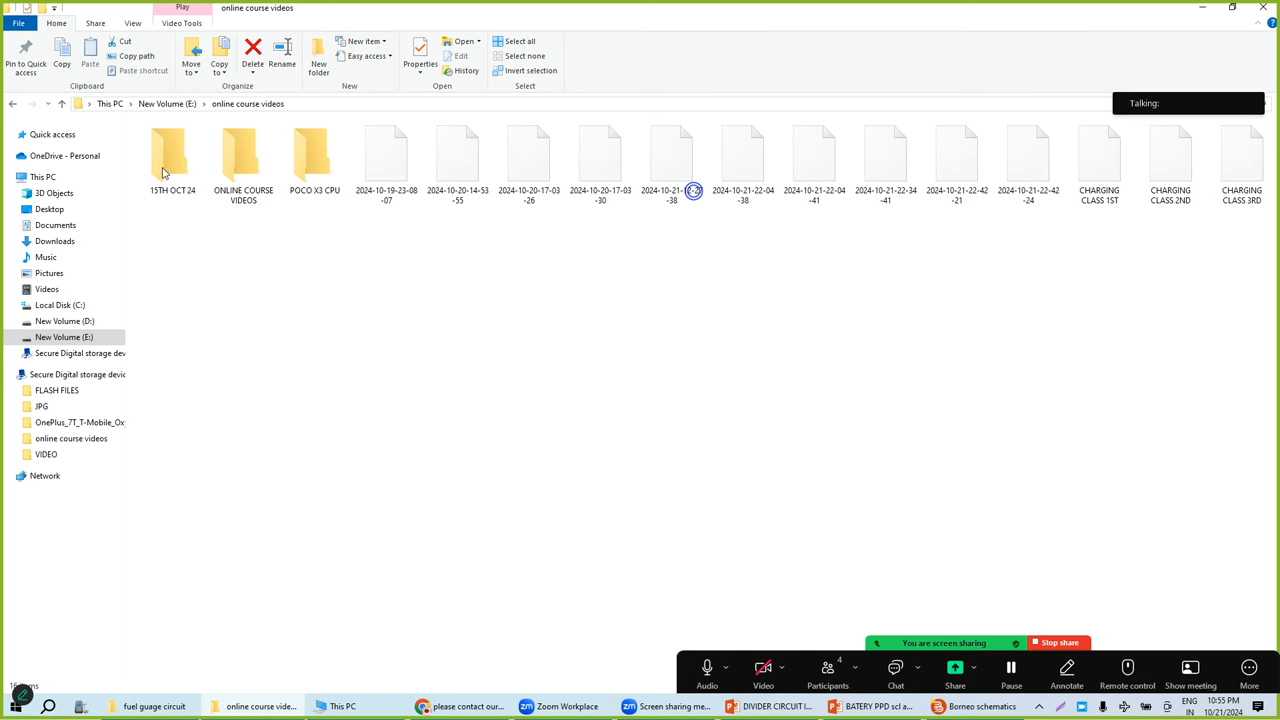 Play
online course videos
File
Home
Share
View
Video Tools
Pin to Quick
access
Copy
Paste
Cut
Copy path
Paste shortcut
Clipboard
Move
to
Copy
to
Delete
Rename
Organize
New
folder
New item
Easy access
New
Properties
Open
Edit
History
Open
Select all
Select none
Invert selection
Select
This PC
New Volume (E:)
online course videos
Talking:
Quick access
OneDrive - Personal
This PC
3D Objects
Desktop
Documents
Downloads
Music
Pictures
Videos
Local Disk (C:)
New Volume (D:)
New Volume (E:)
Secure Digital storage dev
Secure Digital storage devic
FLASH FILES
JPG
OnePlus_7T_T-Mobile_Ox
online course videos
VIDEO
Network
15TH OCT 24
ONLINE COURSE
VIDEOS
POCO X3 CPU
2024-10-19-23-08
-07
2024-10-20-14-53
-55
2024-10-20-17-03
-26
2024-10-20-17-03
-30
2024-10-21-
-38
2024-10-21-22-04
-38
2024-10-21-22-04
-41
2024-10-21-22-34
-41
2024-10-21-22-42
-21
2024-10-21-22-42
-24
CHARGING
CLASS 1ST
CHARGING
CLASS 2ND
CHARGING
CLASS 3RD
You are screen sharing
Stop share
Audio
Video
4
Participants
Chat
Share
Pause
Annotate
Remote control
Show meeting
More
fuel guage circuit
online course vide...
This PC
please contact our...
Zoom Workplace
Screen sharing me...
DIVIDER CIRCUIT I...
BATERY PPD scl a...
Borneo schematics
ENG
IN
10:55 PM
10/21/2024